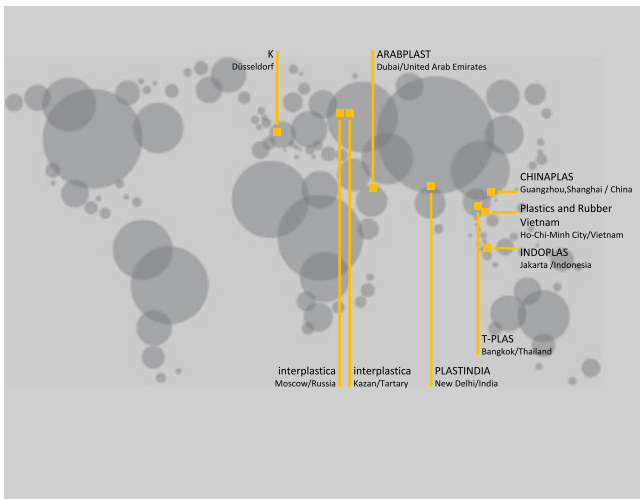 K
Düsseldorf
ARABPLAST
Dubai/United Arab Emirates
CHINAPLAS
Guangzhou,Shanghai / China
Plastics and Rubber
Vietnam
Ho-Chi-Minh City/Vietnam
INDOPLAS
Jakarta /Indonesia
T-PLAS
Bangkok/Thailand
interplastica
Moscow/Russia
interplastica
Kazan/Tartary
PLASTINDIA
New Delhi/India